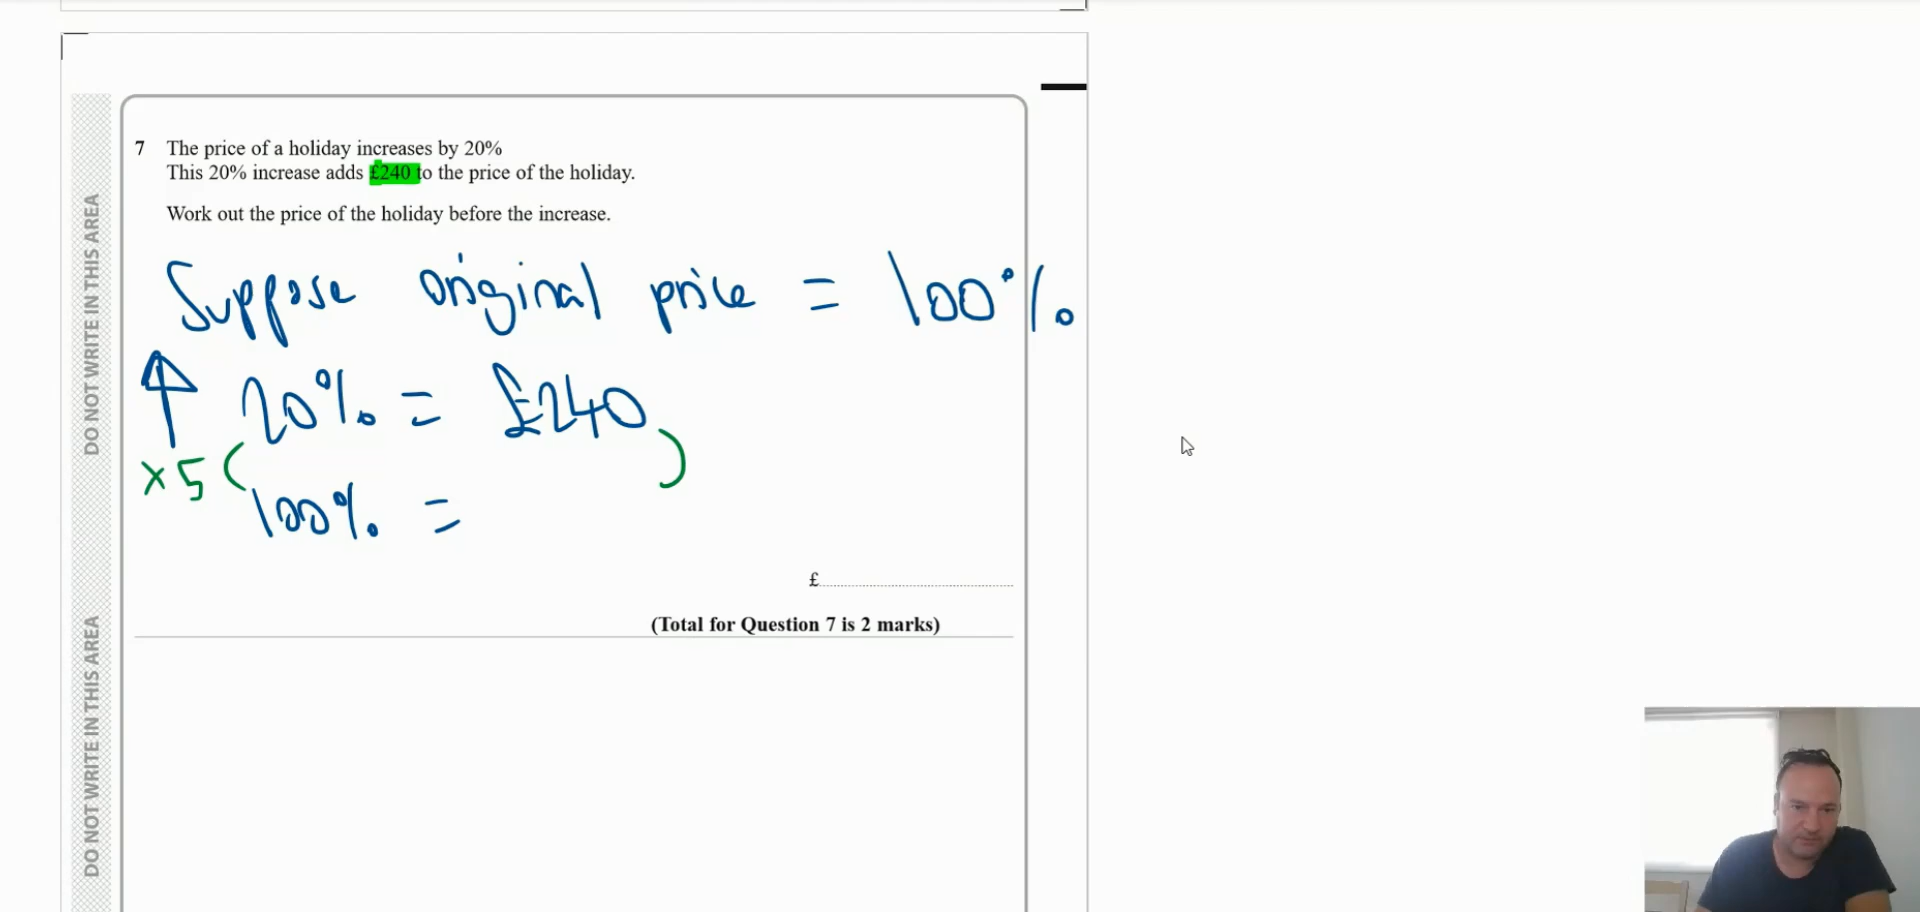 7 The price of a holiday increases by 20%
This 20% increase adds £240 to the price of the holiday.
Work out the price of the holiday before the increase.
Suppose original price = 100%
↑ 20% = £240
×5 ( )
100% =
£
(Total for Question 7 is 2 marks)
DO NOT WRITE IN THIS AREA
DO NOT WRITE IN THIS AREA